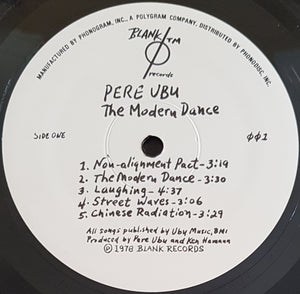 MANUFACTURED BY PHONOGRAM, INC., A POLYGRAM COMPANY, DISTRIBUTED BY PHONODISC, INC.
BLANK TM
records
PERE UBU
The Modern Dance
SIDE ONE
001
1. Non-alignment Pact - 3:19
2. The Modern Dance - 3:30
3. Laughing - 4:37
4. Street Waves - 3:06
5. Chinese Radiation - 3:29
All songs published by Ubu Music, BMI
Produced by Pere Ubu and Ken Hamann
Ⓟ 1978 BLANK RECORDS